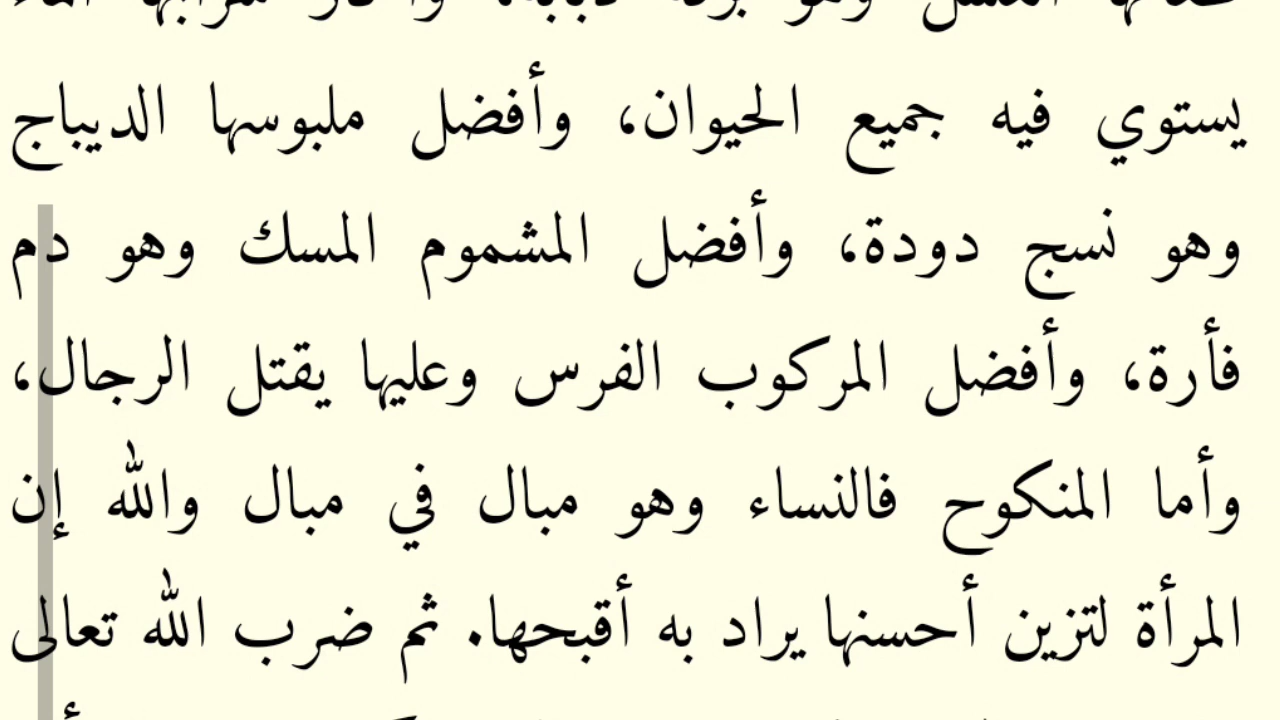 يستوي فيه جميع الحيوان، وأفضل ملبوسها الديباج
وهو نسج دودة، وأفضل المشموم المسك وهو دم
فأرة، وأفضل المركوب الفرس وعليها يقتل الرجال،
وأما المنكوح فالنساء وهو مبال في مبال والله إن
المرأة لتزين أحسنها يراد به أقبحها. ثم ضرب الله تعالى